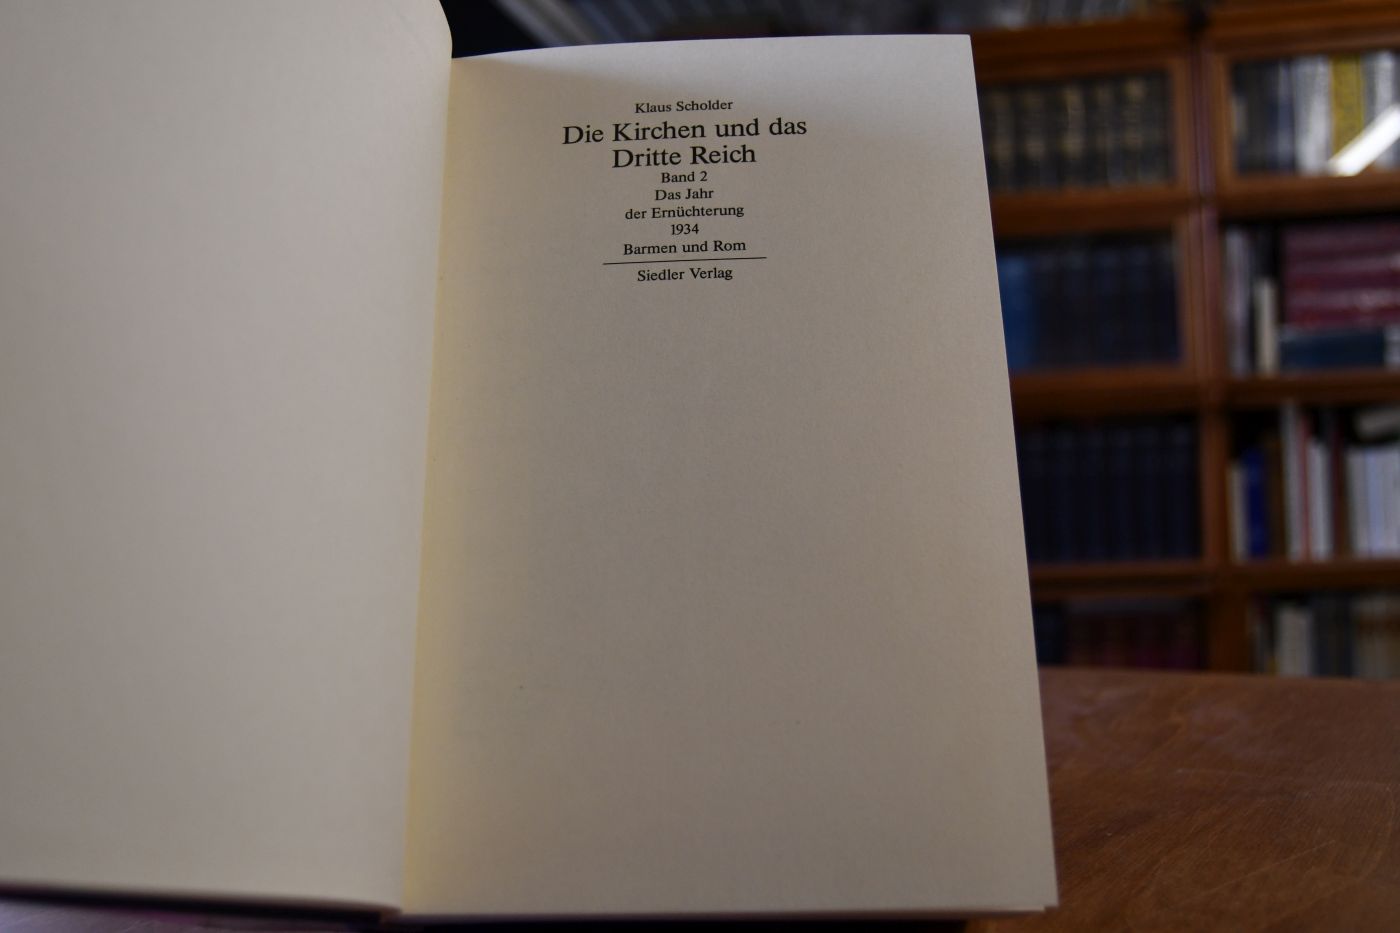 Klaus Scholder
Die Kirchen und das
Dritte Reich
Band 2
Das Jahr
der Ernüchterung
1934
Barmen und Rom
Siedler Verlag